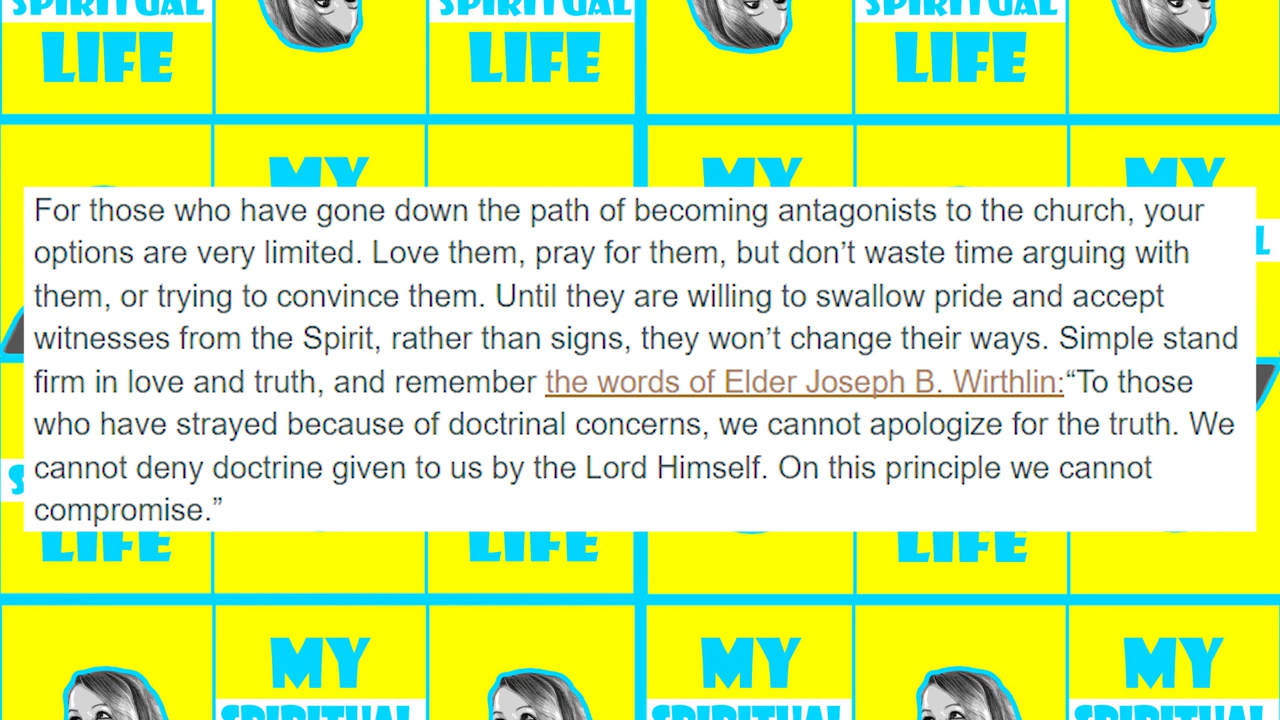 SPIRITUAL SPIRITUAL SPIRITUAL
LIFE LIFE LIFE
MY MY MY
For those who have gone down the path of becoming antagonists to the church, your
options are very limited. Love them, pray for them, but don’t waste time arguing with
them, or trying to convince them. Until they are willing to swallow pride and accept
witnesses from the Spirit, rather than signs, they won’t change their ways. Simple stand
firm in love and truth, and remember the words of Elder Joseph B. Wirthlin:“To those
who have strayed because of doctrinal concerns, we cannot apologize for the truth. We
cannot deny doctrine given to us by the Lord Himself. On this principle we cannot
compromise.”
LIFE LIFE LIFE
MY MY MY
SPIRITUAL SPIRITUAL SPIRITUAL